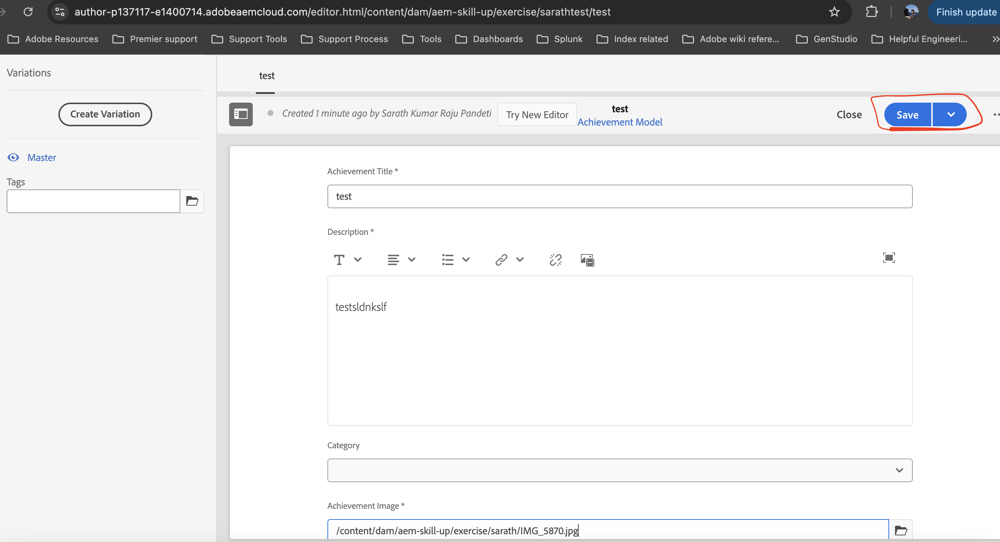 author-p137117-e1400714.adobeaemcloud.com/editor.html/content/dam/aem-skill-up/exercise/sarathtest/test
Finish update
Adobe Resources
Premier support
Support Tools
Support Process
Tools
Dashboards
Splunk
Index related
Adobe wiki refere...
GenStudio
Helpful Engineeri...
Variations
test
Create Variation
Created 1 minute ago by Sarath Kumar Raju Pandeti
Try New Editor
test
Achievement Model
Close
Save
Master
Tags
Achievement Title *
test
Description *
testsldnkslf
Category
Achievement Image *
/content/dam/aem-skill-up/exercise/sarath/IMG_5870.jpg